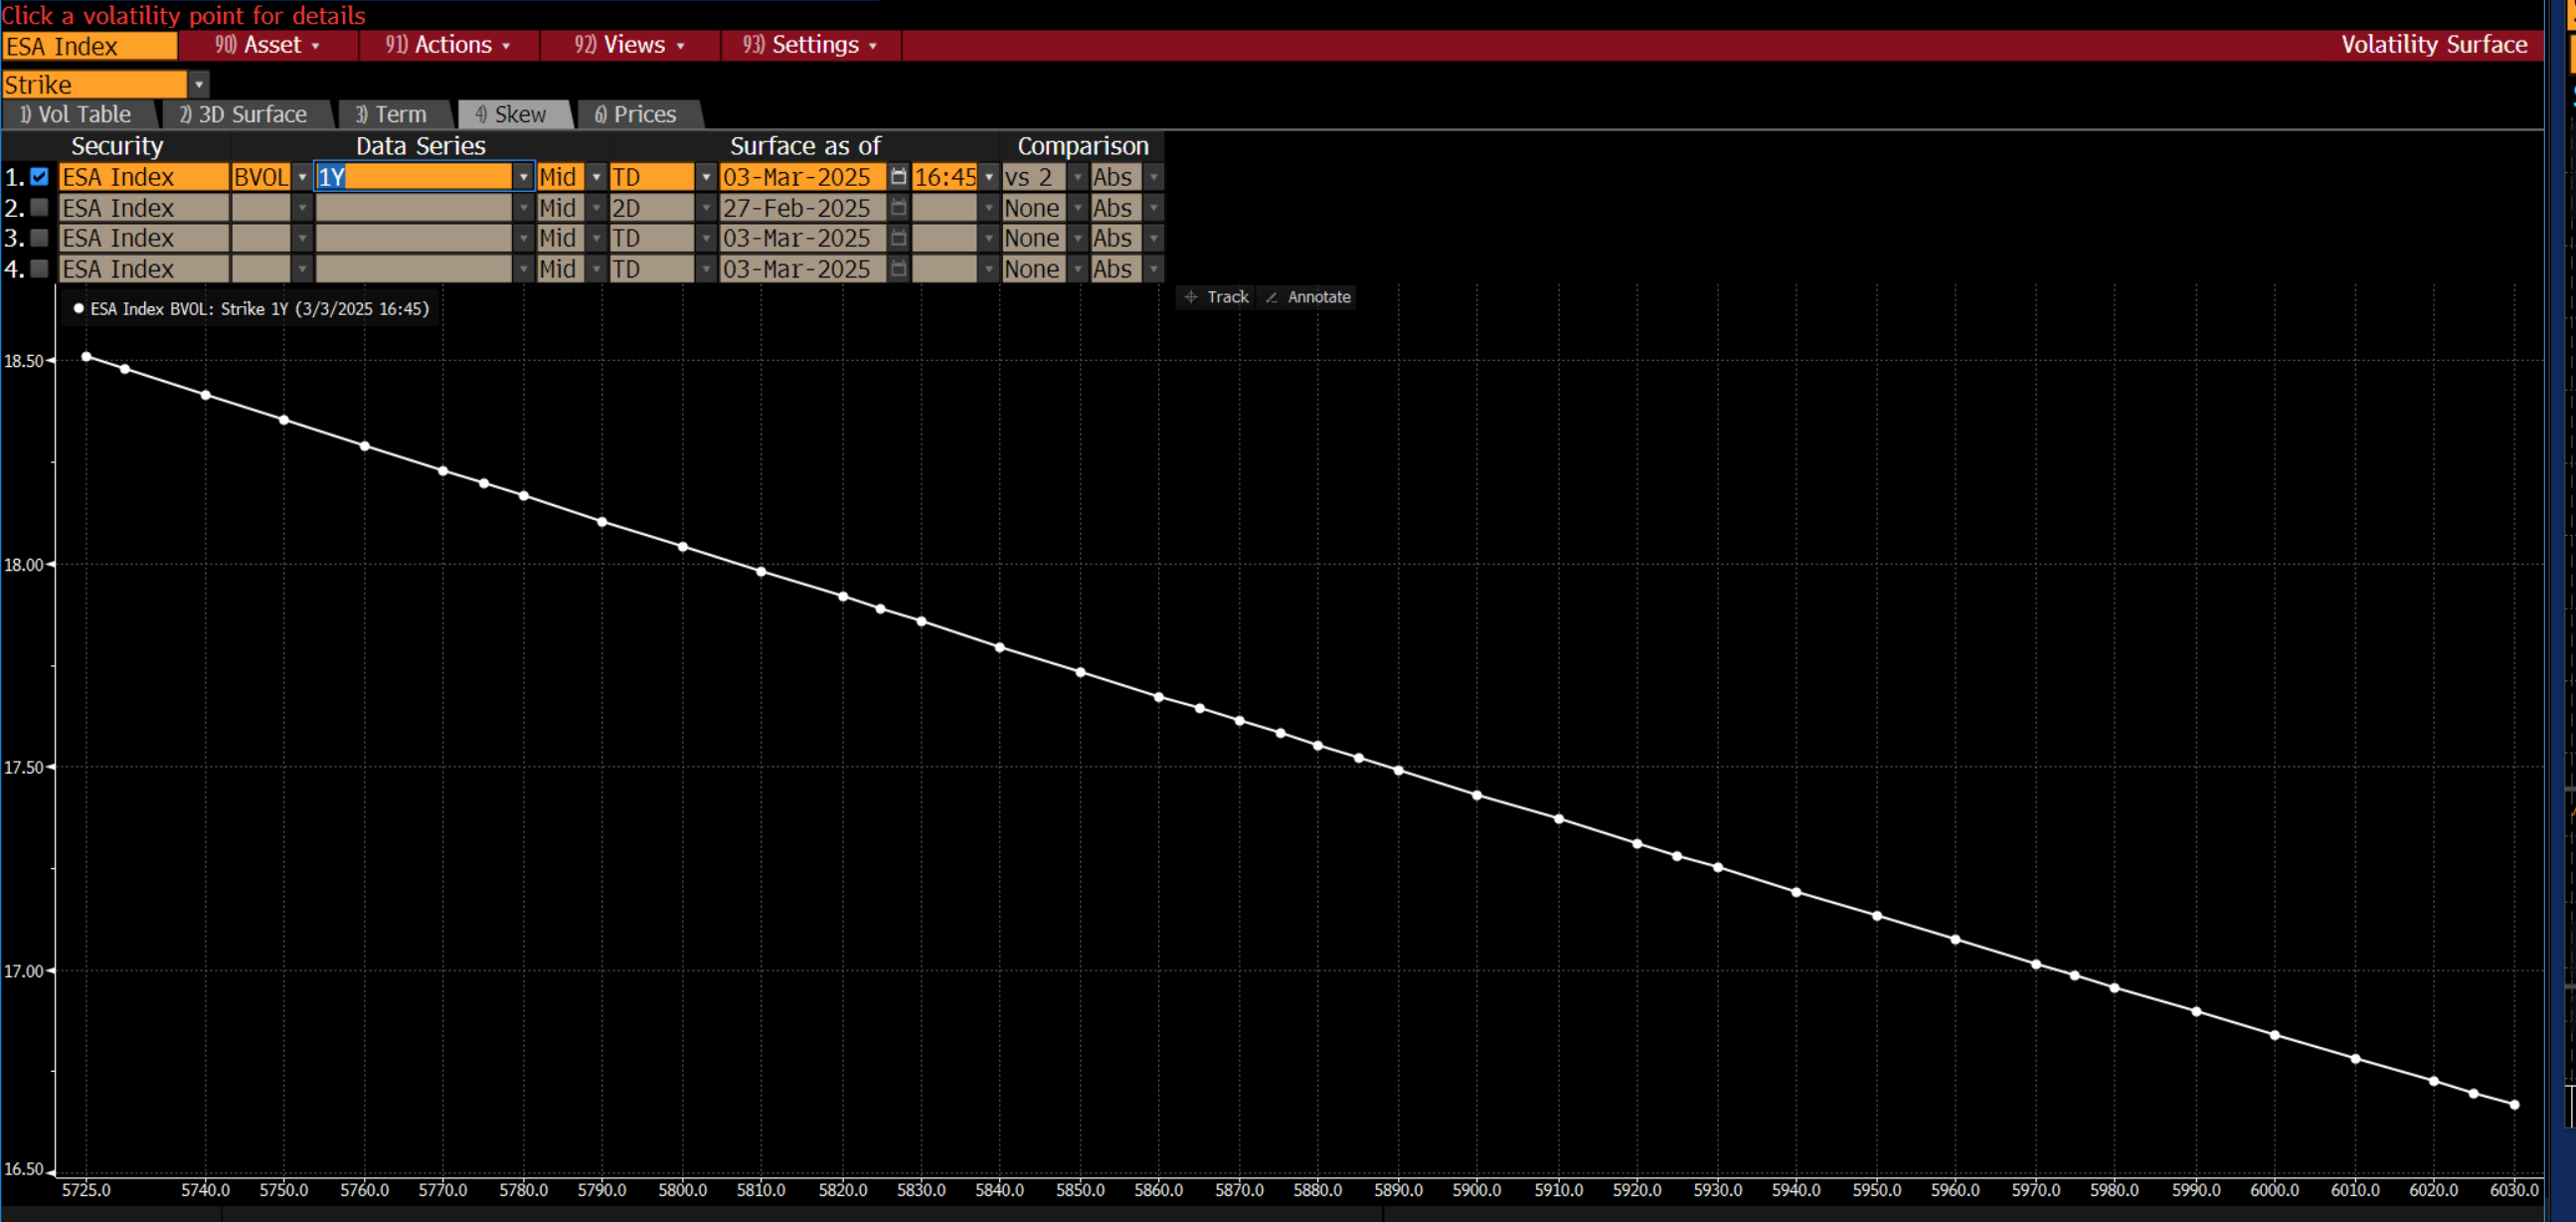 Click a volatility point for details
ESA Index 90) Asset 91) Actions 92) Views 93) Settings Volatility Surface
Strike
1) Vol Table 2) 3D Surface 3) Term 4) Skew 6) Prices
Security Data Series Surface as of Comparison
1. ESA Index BVOL 1Y Mid TD 03-Mar-2025 16:45 vs 2 Abs
2. ESA Index Mid 2D 27-Feb-2025 None Abs
3. ESA Index Mid TD 03-Mar-2025 None Abs
4. ESA Index Mid TD 03-Mar-2025 None Abs
Track Annotate
ESA Index BVOL: Strike 1Y (3/3/2025 16:45)
18.50
18.00
17.50
17.00
16.50
5725.0 5740.0 5750.0 5760.0 5770.0 5780.0 5790.0 5800.0 5810.0 5820.0 5830.0 5840.0 5850.0 5860.0 5870.0 5880.0 5890.0 5900.0 5910.0 5920.0 5930.0 5940.0 5950.0 5960.0 5970.0 5980.0 5990.0 6000.0 6010.0 6020.0 6030.0